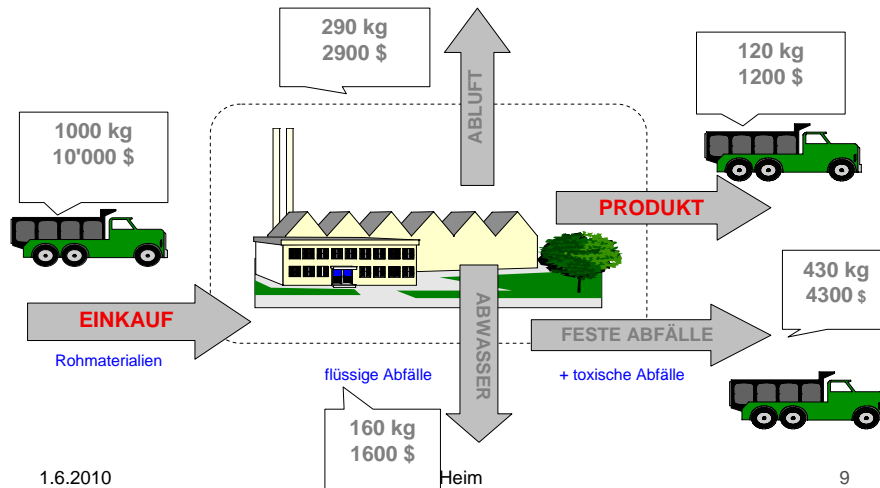 290 kg
2900 $
ABLUFT
120 kg
1200 $
1000 kg
10'000 $
PRODUKT
430 kg
4300 $
EINKAUF
ABWASSER
FESTE ABFÄLLE
Rohmaterialien
flüssige Abfälle
+ toxische Abfälle
160 kg
1600 $
1.6.2010
Heim
9